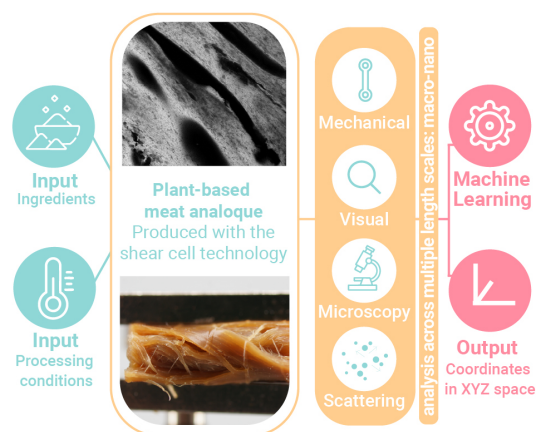 Input
Ingredients
Input
Processing
conditions
Plant-based
meat analoque
Produced with the
shear cell technology
Mechanical
Visual
Microscopy
Scattering
analysis across multiple length scales: macro-nano
Machine
Learning
Output
Coordinates
in XYZ space